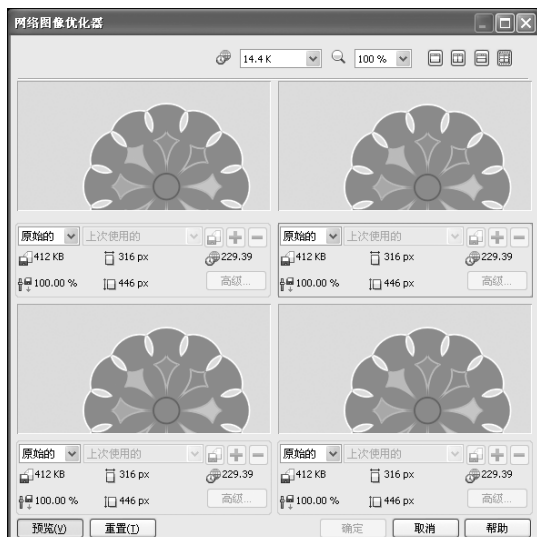 网络图像优化器
14.4 K 100 %
原始的 上次使用的 原始的 上次使用的
412 KB 316 px 229.39 412 KB 316 px 229.39
100.00 % 446 px 高级... 100.00 % 446 px 高级...
原始的 上次使用的 原始的 上次使用的
412 KB 316 px 229.39 412 KB 316 px 229.39
100.00 % 446 px 高级... 100.00 % 446 px 高级...
预览(V) 重置(T) 确定 取消 帮助